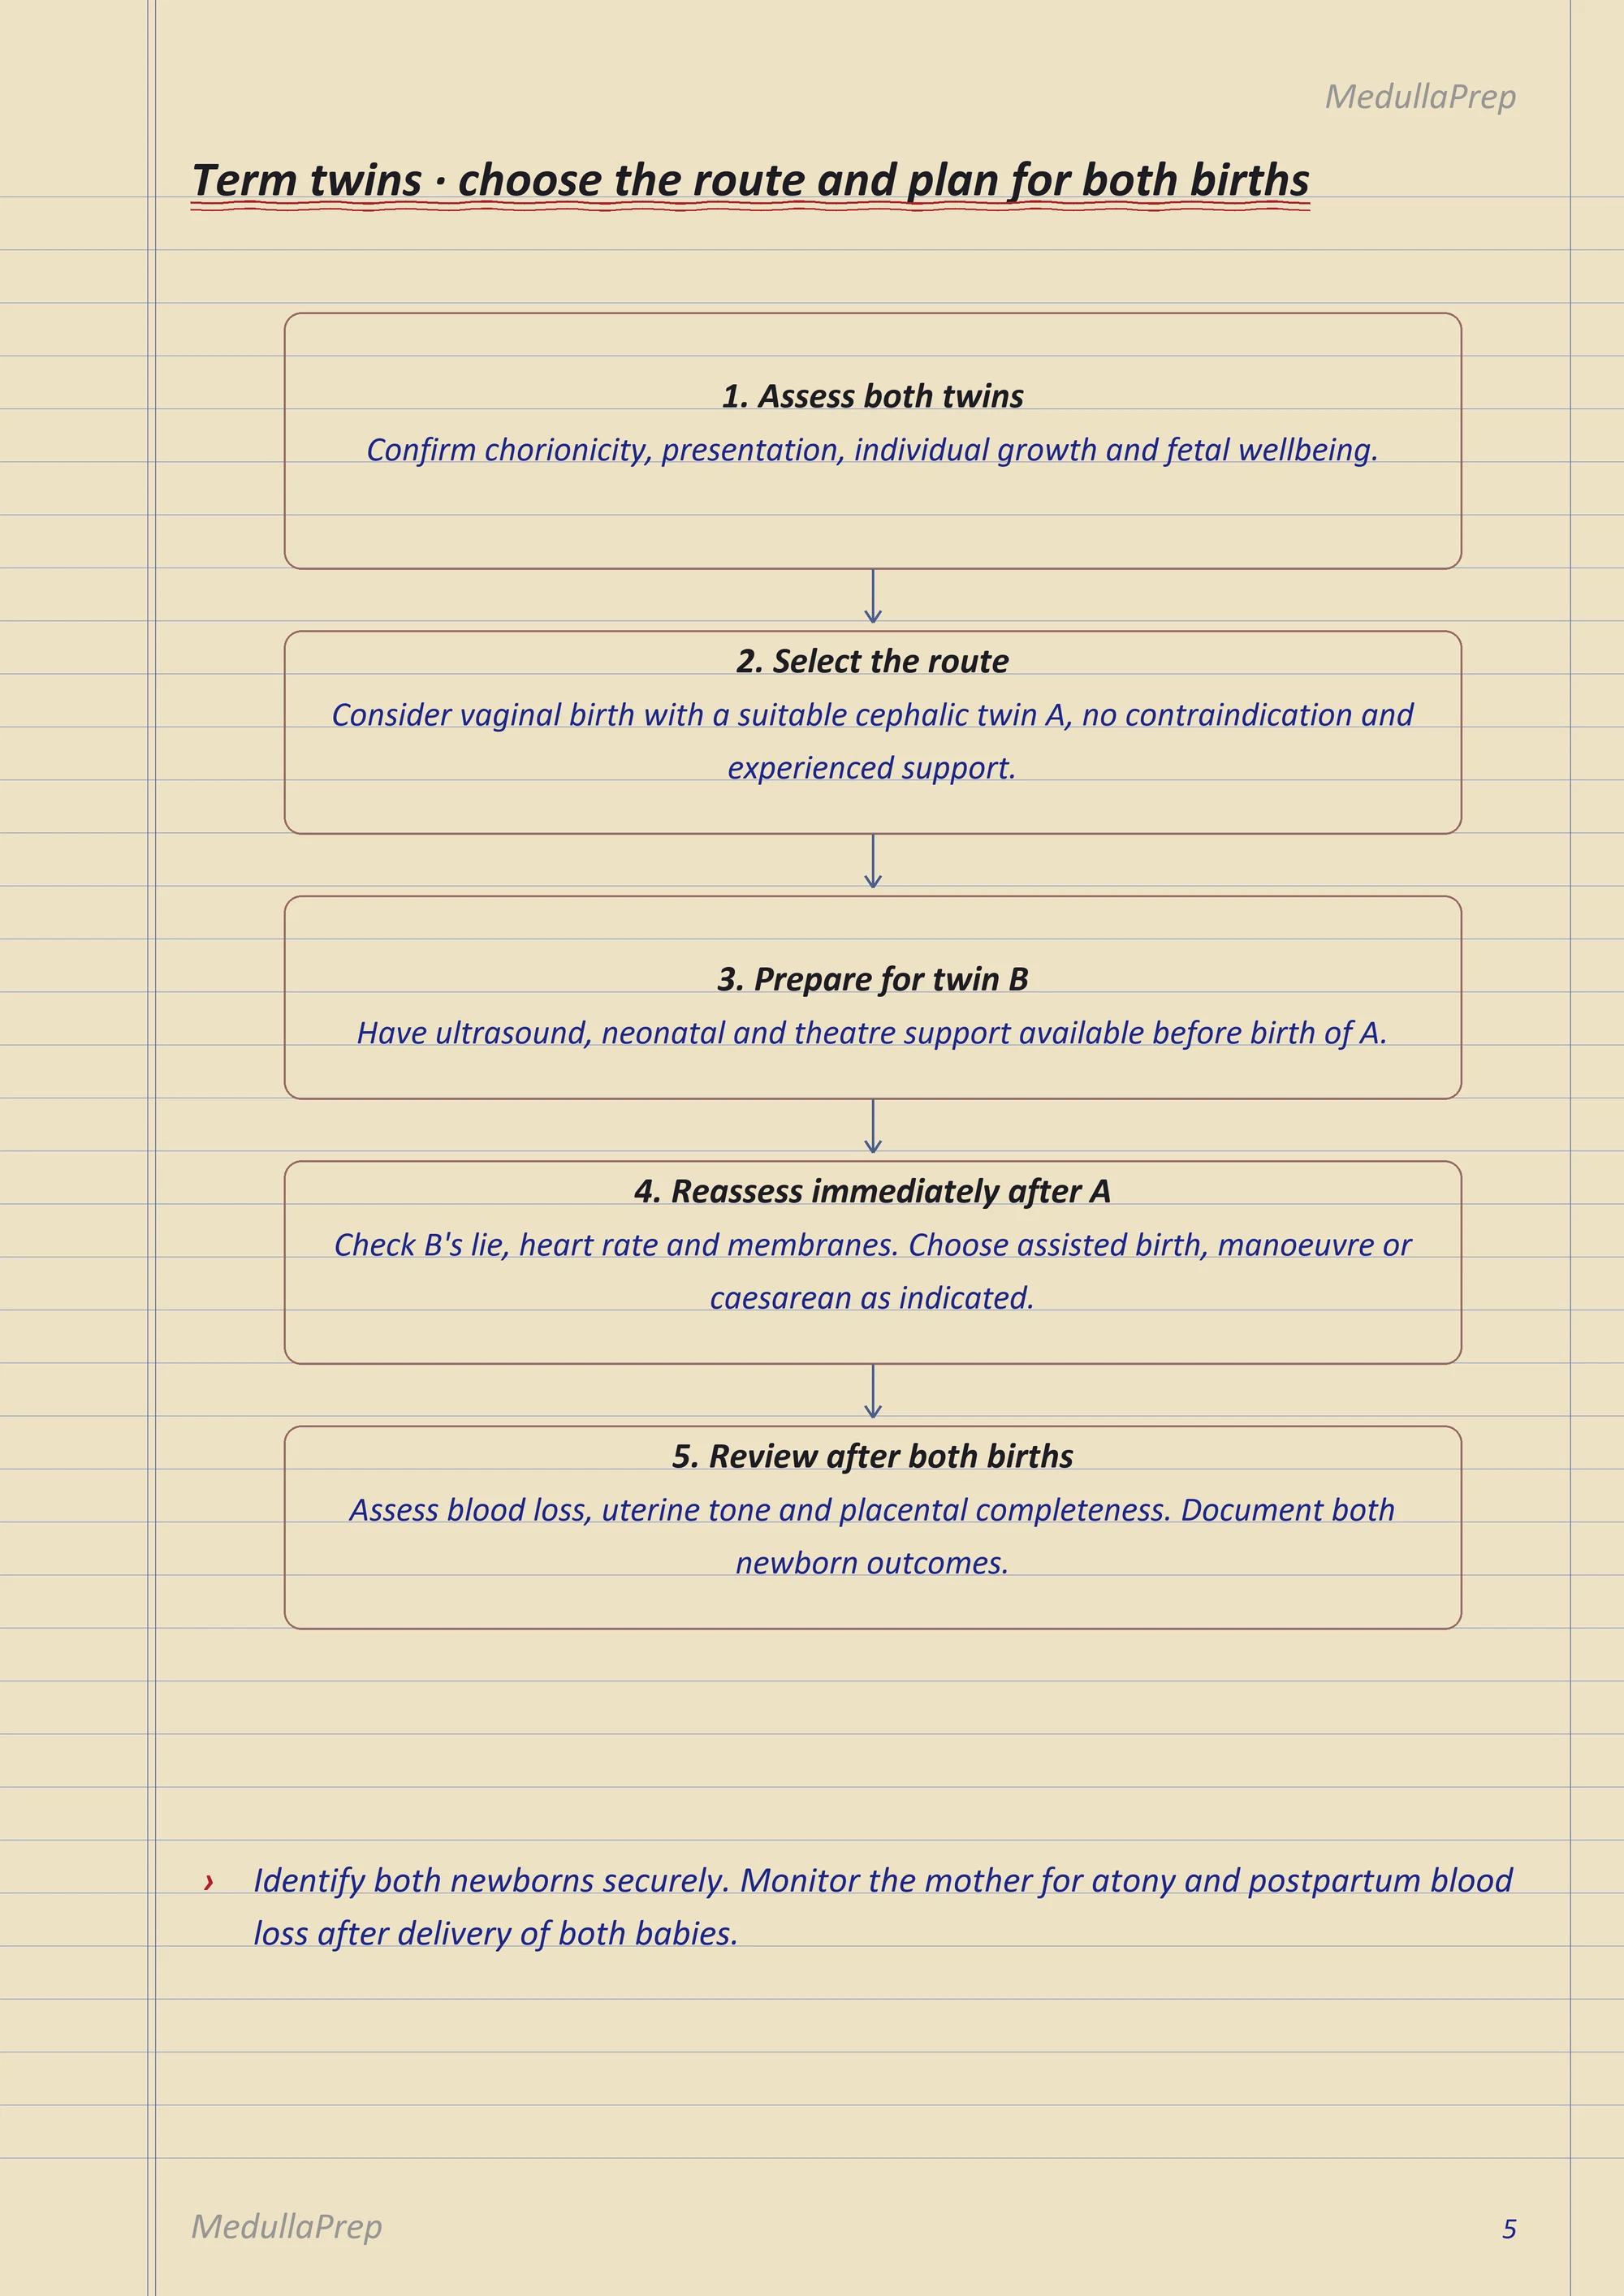 MedullaPrep
Term twins · choose the route and plan for both births
1. Assess both twins
Confirm chorionicity, presentation, individual growth and fetal wellbeing.
2. Select the route
Consider vaginal birth with a suitable cephalic twin A, no contraindication and
experienced support.
3. Prepare for twin B
Have ultrasound, neonatal and theatre support available before birth of A.
4. Reassess immediately after A
Check B's lie, heart rate and membranes. Choose assisted birth, manoeuvre or
caesarean as indicated.
5. Review after both births
Assess blood loss, uterine tone and placental completeness. Document both
newborn outcomes.
› Identify both newborns securely. Monitor the mother for atony and postpartum blood
loss after delivery of both babies.
MedullaPrep
5